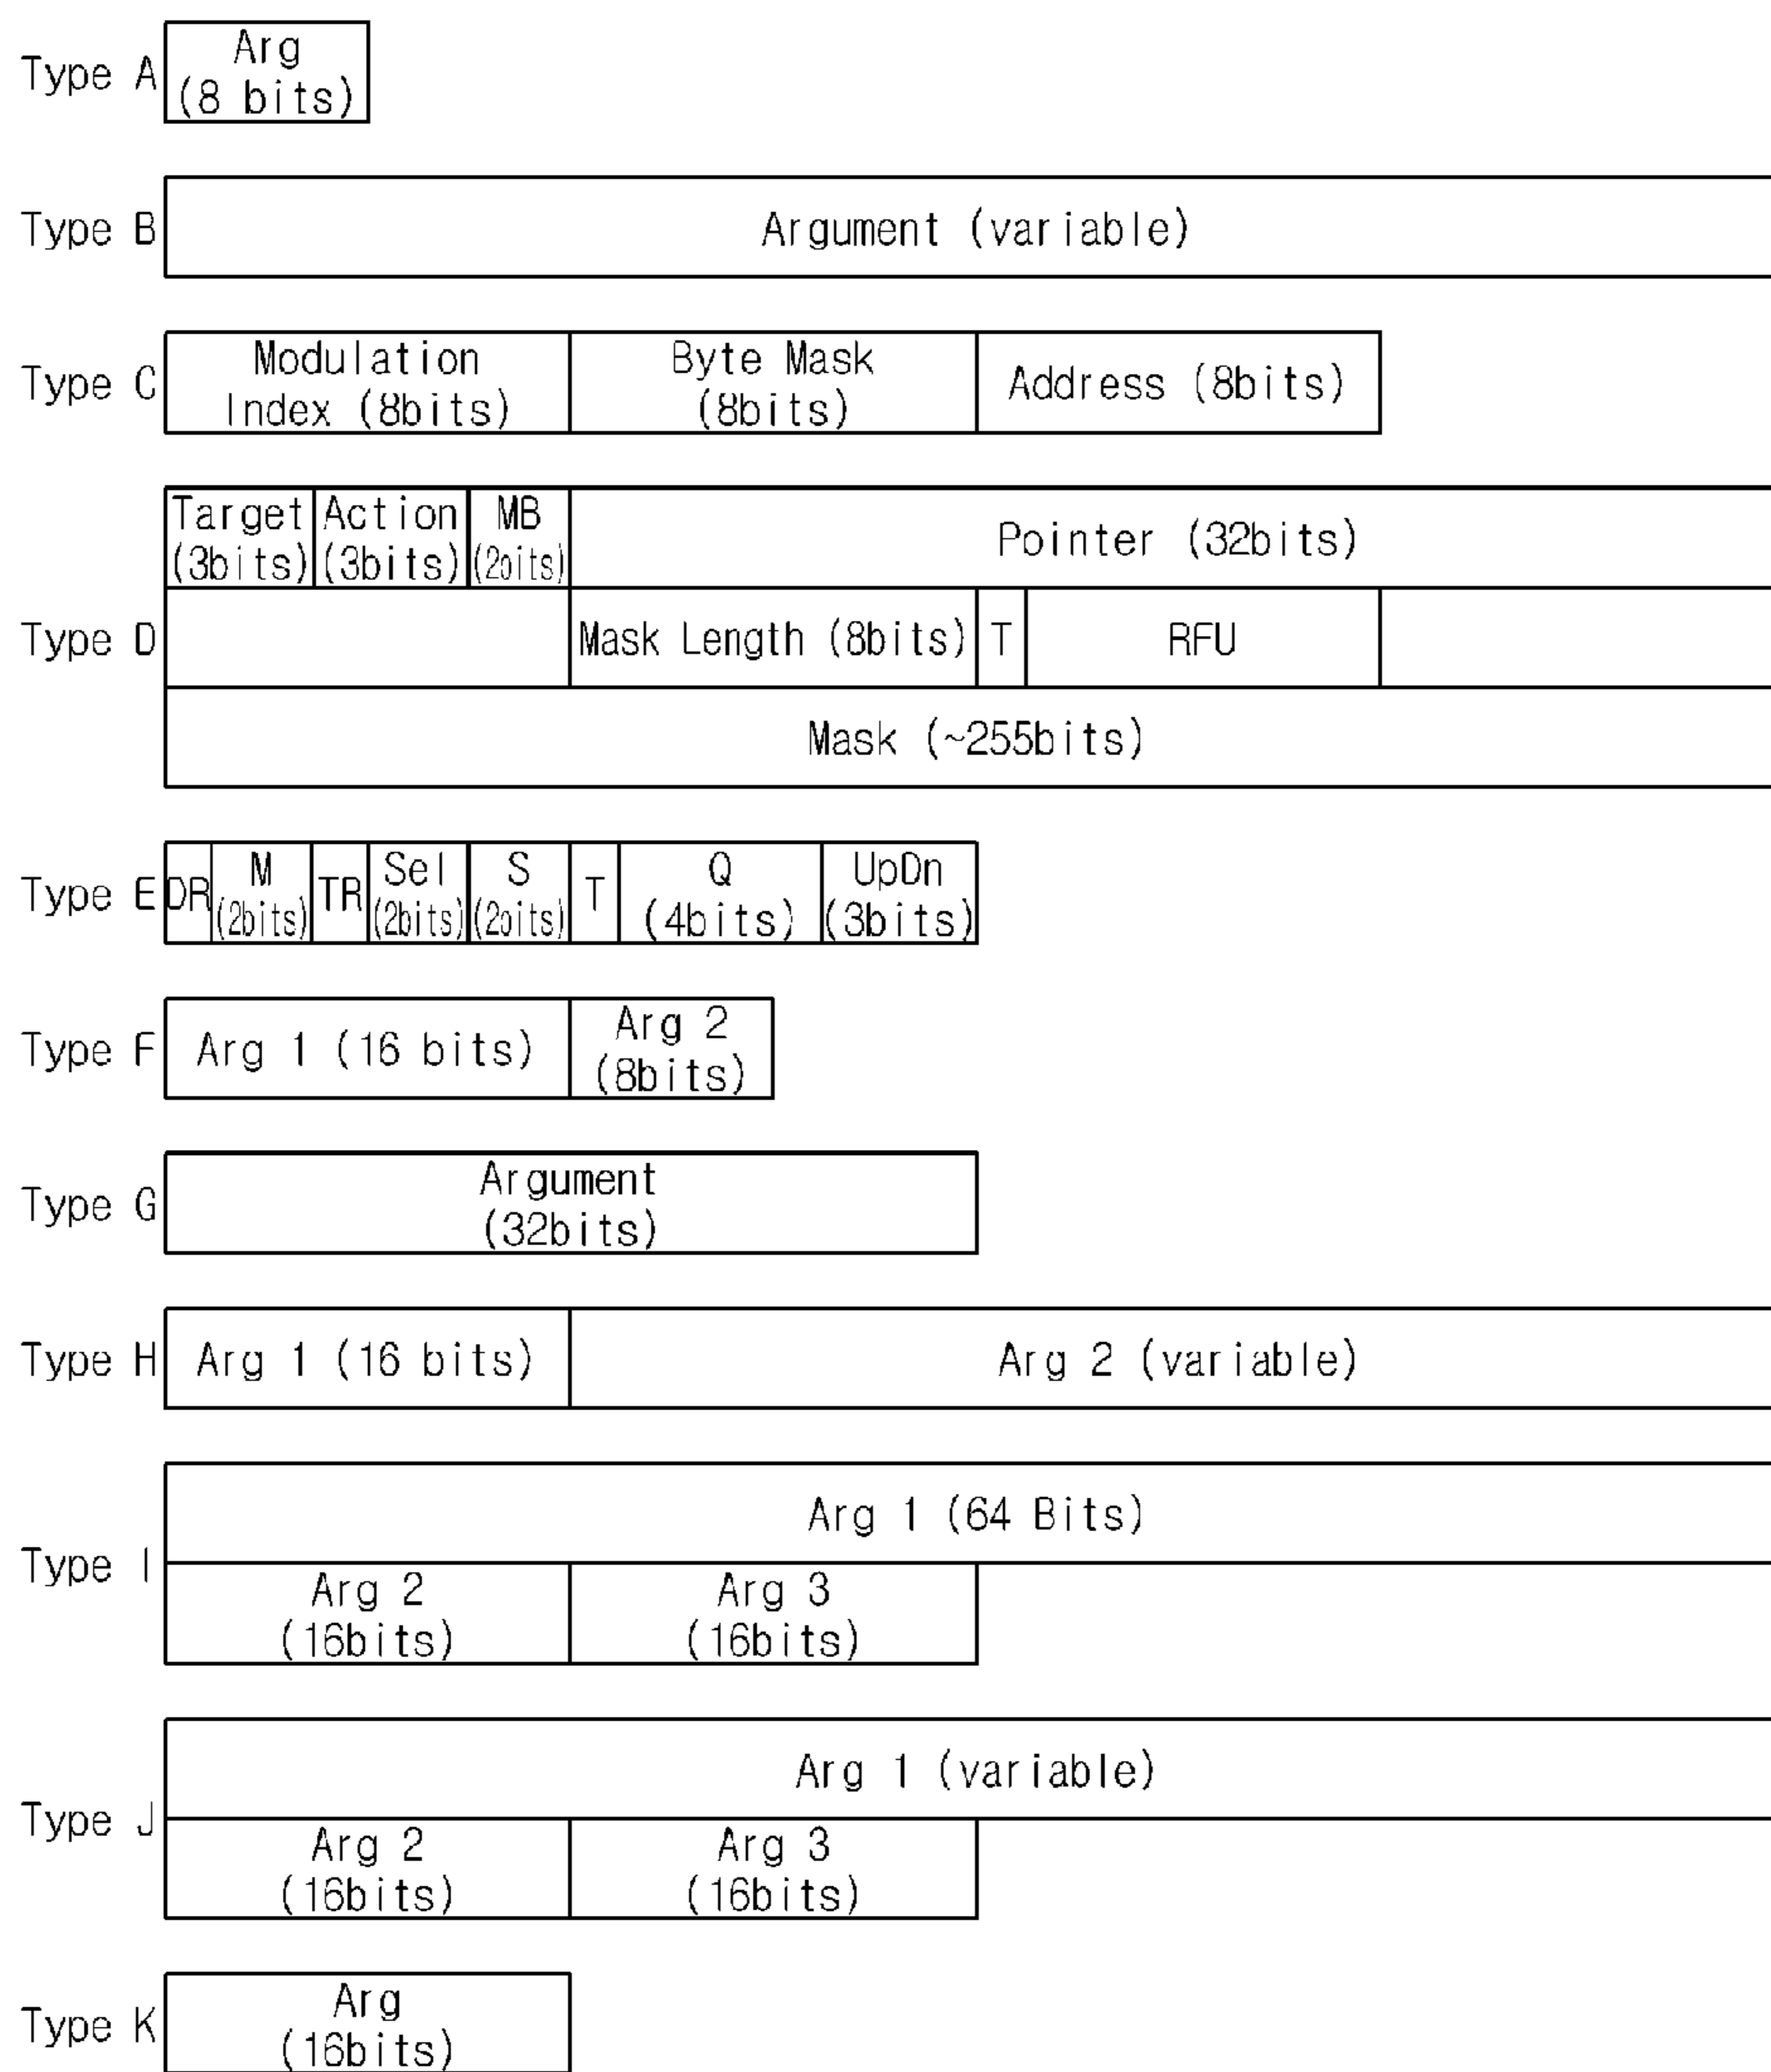 Type A
Arg
(8 bits)
Type B
Argument (variable)
Type C
Modulation
Index (8bits)
Byte Mask
(8bits)
Address (8bits)
Type D
Target
(3bits)
Action
(3bits)
MB
(2bits)
Pointer (32bits)
Mask Length (8bits)
T
RFU
Mask (~255bits)
Type E
DR
M
(2bits)
TR
Sel
(2bits)
S
(2bits)
T
Q
(4bits)
UpDn
(3bits)
Type F
Arg 1 (16 bits)
Arg 2
(8bits)
Type G
Argument
(32bits)
Type H
Arg 1 (16 bits)
Arg 2 (variable)
Type I
Arg 1 (64 Bits)
Arg 2
(16bits)
Arg 3
(16bits)
Type J
Arg 1 (variable)
Arg 2
(16bits)
Arg 3
(16bits)
Type K
Arg
(16bits)